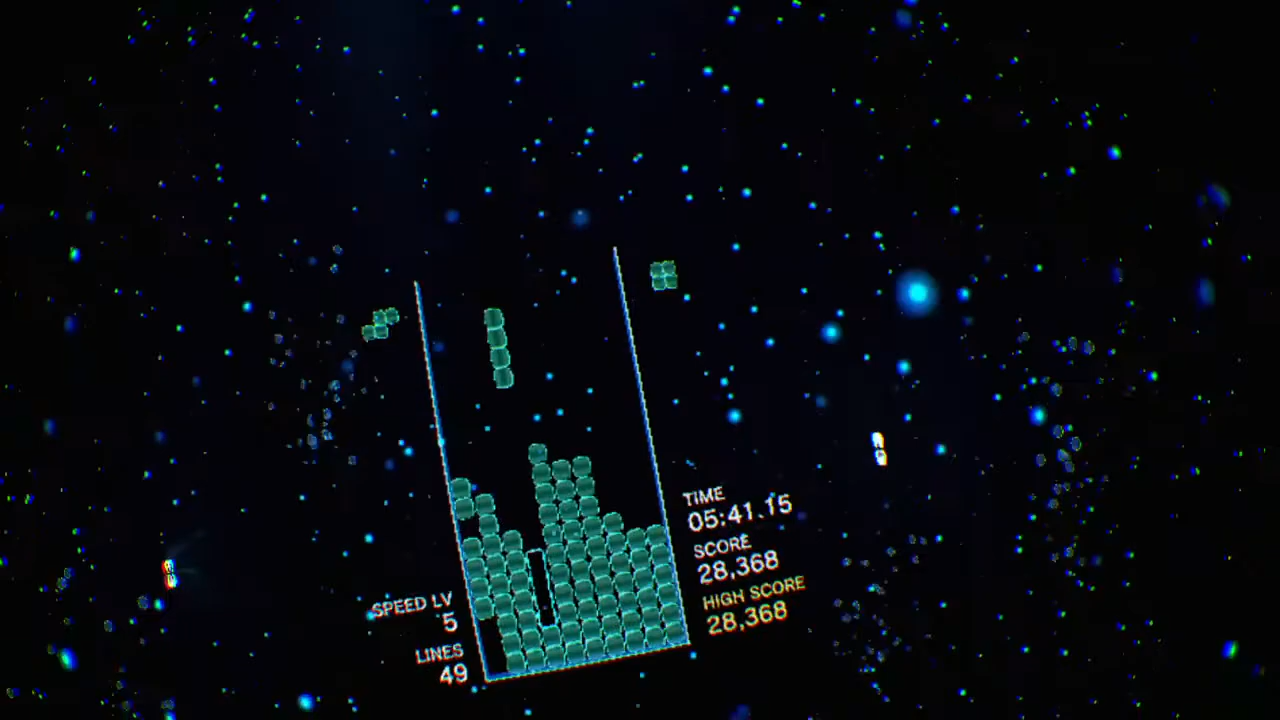 TIME
05:41.15
SCORE
28,368
HIGH SCORE
28,368
SPEED LV
5
LINES
49